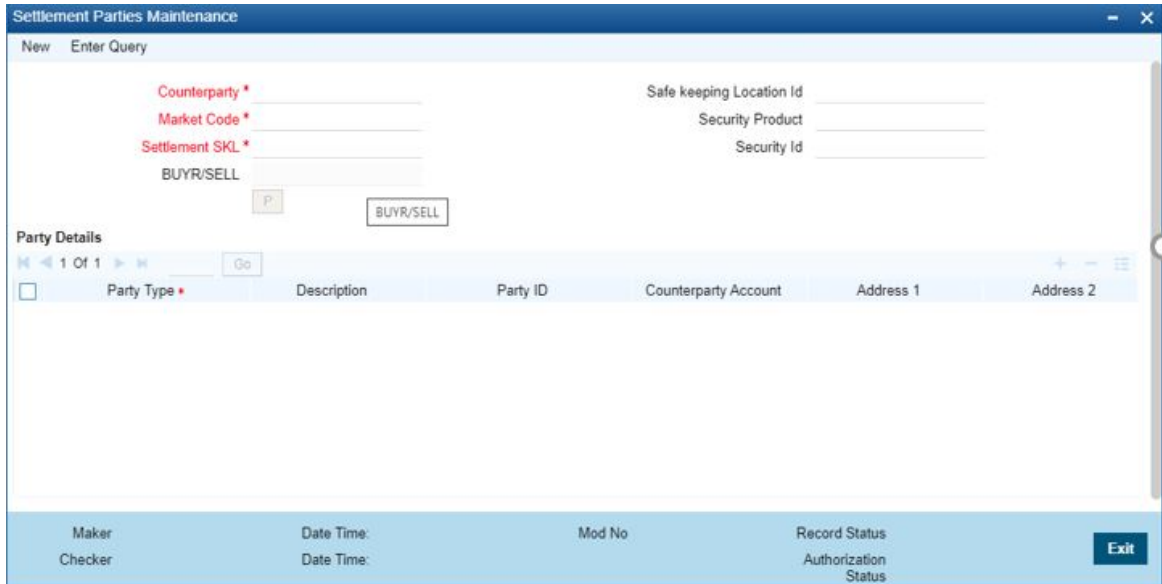 Settlement Parties Maintenance
New Enter Query
Counterparty * Safe keeping Location Id
Market Code * Security Product
Settlement SKL * Security Id
BUYR/SELL
P
BUYR/SELL
Party Details
1 Of 1 Go
Party Type * Description Party ID Counterparty Account Address 1 Address 2
Maker Date Time: Mod No Record Status
Exit
Checker Date Time: Authorization
Status